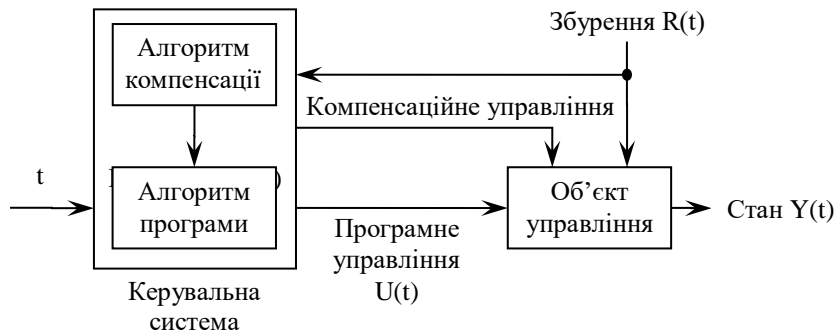 Збурення R(t)
Алгоритм
компенсації
Компенсаційне управління
t
Алгоритм
програми
Об’єкт
управління
Стан Y(t)
Програмне
управління
U(t)
Керувальна
система